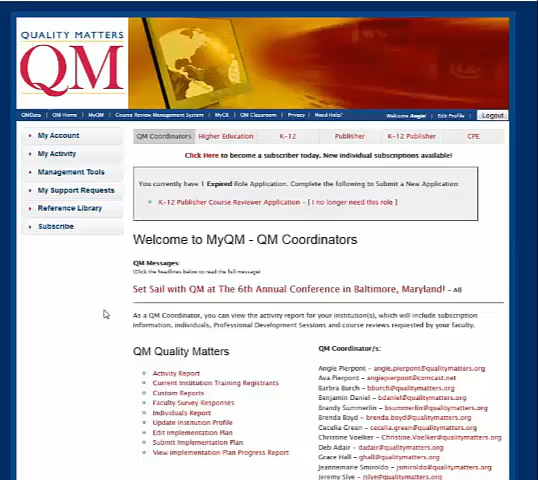 QUALITY MATTERS
QM
QMData | QM Home | MyQM | Course Review Management System | MyCE | QM Classroom | Privacy | Need Help?
Welcome Angie! | Edit Profile | Logout
My Account
My Activity
Management Tools
My Support Requests
Reference Library
Subscribe
QM Coordinators
Higher Education
K-12
Publisher
K-12 Publisher
CPE
Click Here to become a subscriber today. New individual subscriptions available!
You currently have 1 Expired Role Application. Complete the following to Submit a New Application:
K-12 Publisher Course Reviewer Application - [ I no longer need this role ]
Welcome to MyQM - QM Coordinators
QM Messages:
(Click the headlines below to read the full message)
Set Sail with QM at The 6th Annual Conference in Baltimore, Maryland! - All
As a QM Coordinator, you can view the activity report for your institution(s), which will include subscription
information, individuals, Professional Development Sessions and course reviews requested by your faculty.
QM Quality Matters
Activity Report
Current Institution Training Registrants
Custom Reports
Faculty Survey Responses
Individuals Report
Update Institution Profile
Edit Implementation Plan
Submit Implementation Plan
View Implementation Plan Progress Report
QM Coordinator/s:
Angie Pierpont - angie.pierpont@qualitymatters.org
Ava Pierpont - angiepierpont@comcast.net
Barbra Burch - bburch@qualitymatters.org
Benjamin Daniel - bdaniel@qualitymatters.org
Brandy Summerlin - bsummerlin@qualitymatters.org
Brenda Boyd - brenda.boyd@qualitymatters.org
Cecelia Green - cecelia.green@qualitymatters.org
Christine Voelker - Christine.Voelker@qualitymatters.org
Deb Adair - dadair@qualitymatters.org
Grace Hall - ghall@qualitymatters.org
Jeannemarie Smiroldo - jsmiroldo@qualitymatters.org
Jeremy Slye - jslye@qualitymatters.org